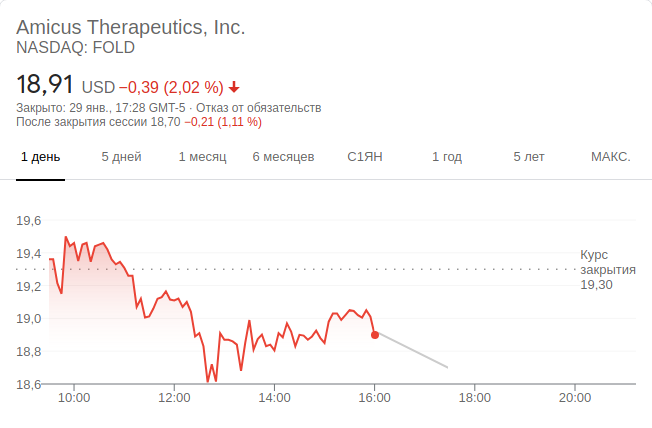 Amicus Therapeutics, Inc.
NASDAQ: FOLD
18,91 USD −0,39 (2,02 %)
Закрыто: 29 янв., 17:28 GMT-5 · Отказ от обязательств
После закрытия сессии 18,70 −0,21 (1,11 %)
1 день 5 дней 1 месяц 6 месяцев С1ЯН 1 год 5 лет МАКС.
19,6
19,4
Курс
закрытия
19,30
19,2
19,0
18,8
18,6
10:00 12:00 14:00 16:00 18:00 20:00